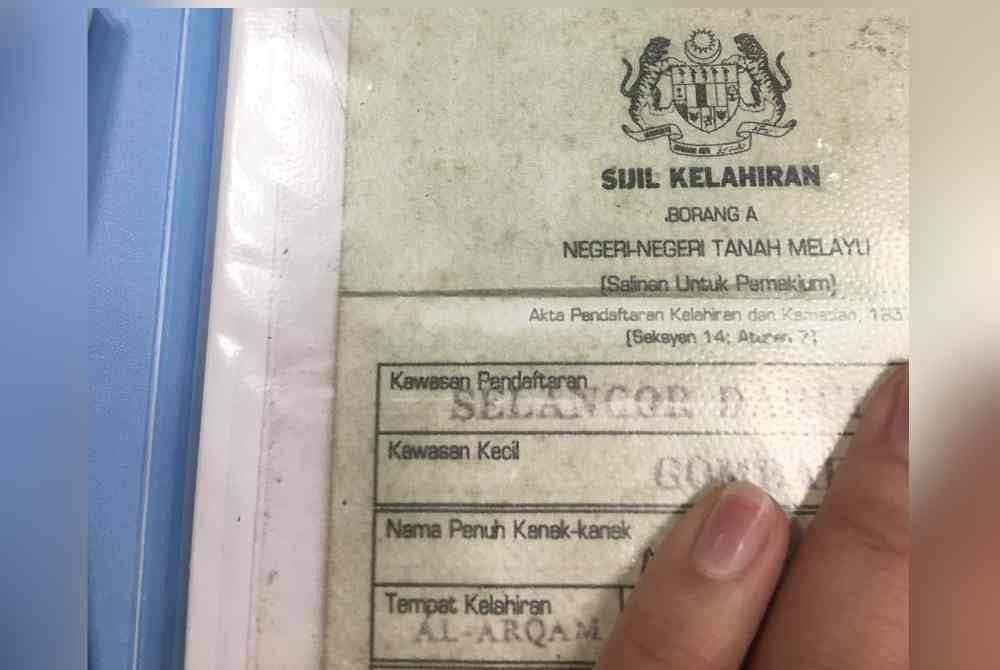 SIJIL KELAHIRAN
BORANG A
NEGERI-NEGERI TANAH MELAYU
(Salinan Untuk Pemaklum)
Akta Pendaftaran Kelahiran dan Kematian,
(Seksyen 14; Aturan 7)
Kawasan Pendaftaran
SELANGOR
Kawasan Kecil
Nama Penuh Kanak-kanak
Tempat Kelahiran
AL-ARQAM